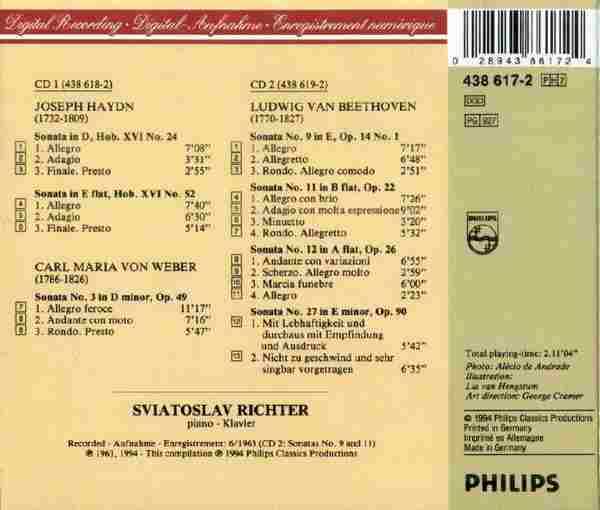 Digital Recording · Digital-Aufnahme · Enregistrement numérique
CD 1 (438 618-2)
JOSEPH HAYDN
(1732-1809)
Sonata in D, Hob. XVI No. 24
1 1. Allegro 7'08"
2 2. Adagio 3'31"
3 3. Finale. Presto 2'55"
Sonata in E flat, Hob. XVI No. 52
4 1. Allegro 7'40"
5 2. Adagio 6'30"
6 3. Finale. Presto 5'14"
CARL MARIA VON WEBER
(1786-1826)
Sonata No. 3 in D minor, Op. 49
7 1. Allegro feroce 11'17"
8 2. Andante con moto 7'16"
9 3. Rondo. Presto 5'47"
CD 2 (438 619-2)
LUDWIG VAN BEETHOVEN
(1770-1827)
Sonata No. 9 in E, Op. 14 No. 1
1 1. Allegro 7'17"
2 2. Allegretto 6'48"
3 3. Rondo. Allegro comodo 2'51"
Sonata No. 11 in B flat, Op. 22
4 1. Allegro con brio 7'26"
5 2. Adagio con molta espressione 9'02"
6 3. Minuetto 3'20"
7 4. Rondo. Allegretto 5'32"
Sonata No. 12 in A flat, Op. 26
8 1. Andante con variazioni 6'55"
9 2. Scherzo. Allegro molto 2'59"
10 3. Marcia funebre 6'00"
11 4. Allegro 2'23"
Sonata No. 27 in E minor, Op. 90
12 1. Mit Lebhaftigkeit und
durchaus mit Empfindung
und Ausdruck 5'42"
13 2. Nicht zu geschwind und sehr
singbar vorgetragen 6'35"
SVIATOSLAV RICHTER
piano - Klavier
Recorded - Aufnahme - Enregistrement: 6/1963 (CD 2: Sonatas No. 9 and 11)
℗ 1963, 1994 - This compilation ℗ 1994 Philips Classics Productions
0 28943 86172 4
438 617-2
DDD
PG 927
PHILIPS
Total playing-time: 2.11'04"
Photo: Alécio de Andrade
Illustration:
Lia van Hengstum
Art direction: George Cramer
© 1994 Philips Classics Productions
Printed in Germany
Imprimé en Allemagne
Made in Germany
PHILIPS